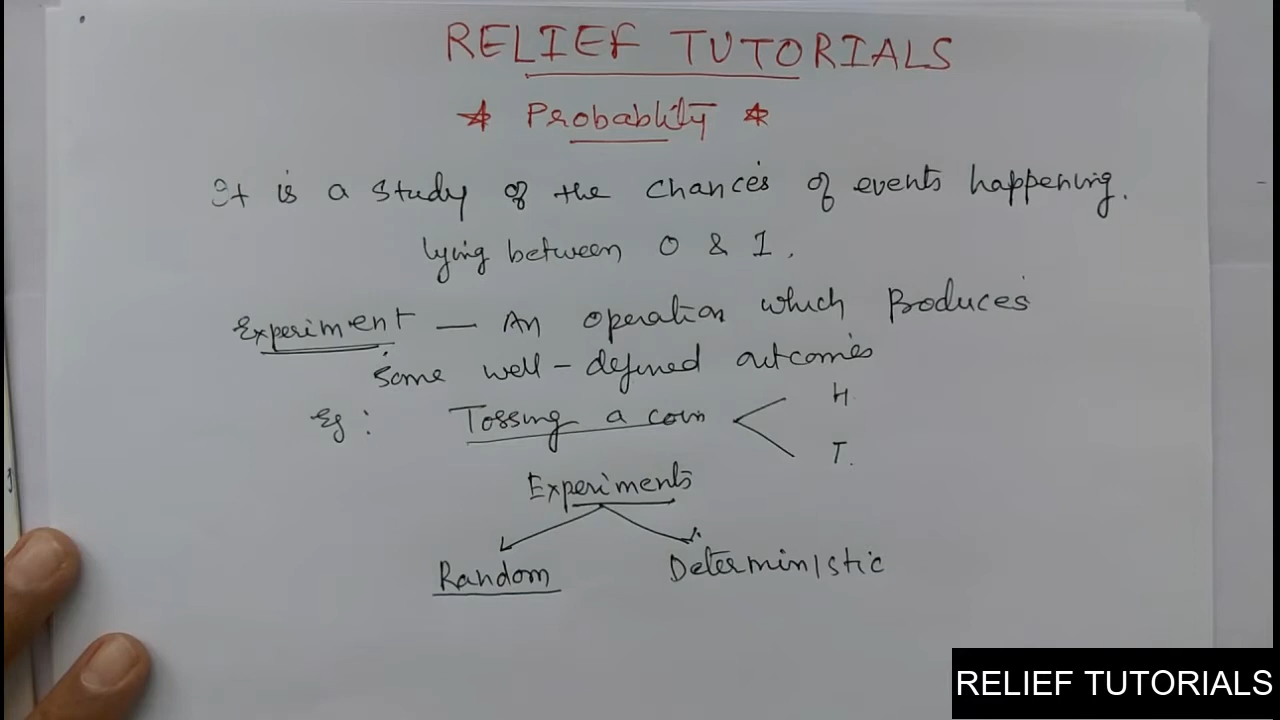 RELIEF TUTORIALS
* Probablity *
It is a study of the chances of events happening.
lying between 0 & 1.
Experiment — An operation which Produces
Some well-defined outcomes
Eg : Tossing a coin H.
T.
Experiments
Random Deterministic
RELIEF TUTORIALS